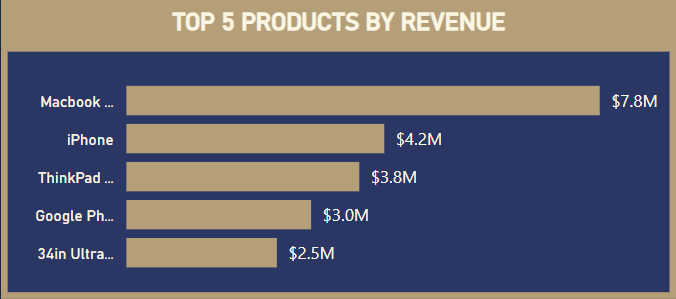 TOP 5 PRODUCTS BY REVENUE
Macbook ... $7.8M
iPhone $4.2M
ThinkPad ... $3.8M
Google Ph... $3.0M
34in Ultra... $2.5M